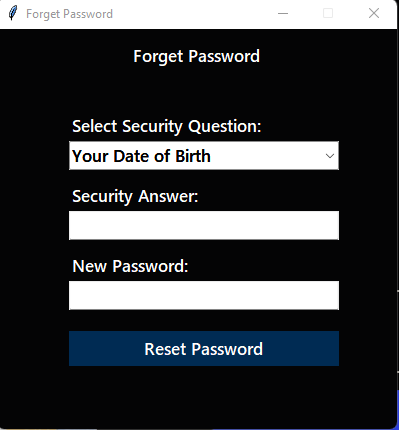 Forget Password
Forget Password
Select Security Question:
Your Date of Birth
Security Answer:
New Password:
Reset Password